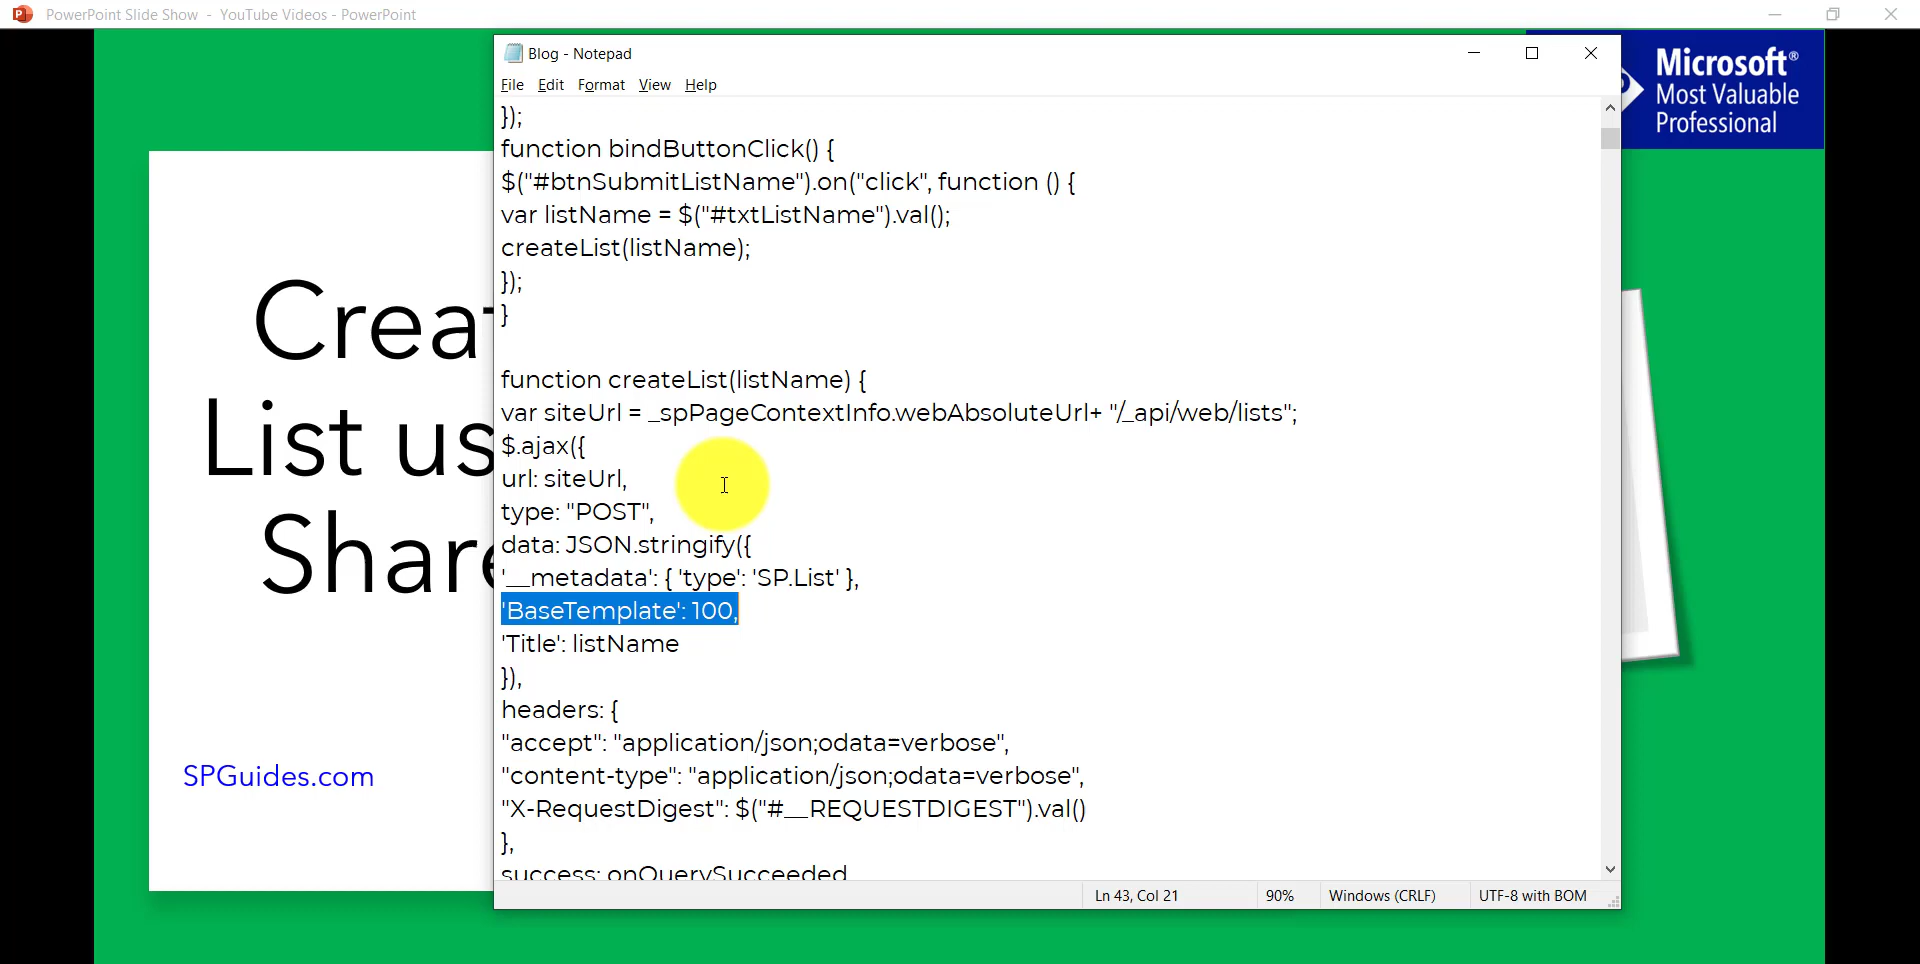 PowerPoint Slide Show - YouTube Videos - PowerPoint
Blog - Notepad
File Edit Format View Help
});
function bindButtonClick() {
$("#btnSubmitListName").on("click", function () {
var listName = $("#txtListName").val();
createList(listName);
});
}
function createList(listName) {
var siteUrl = _spPageContextInfo.webAbsoluteUrl+ "/_api/web/lists";
$.ajax({
url: siteUrl,
type: "POST",
data: JSON.stringify({
'__metadata': { 'type': 'SP.List' },
'BaseTemplate': 100,
'Title': listName
}),
headers: {
"accept": "application/json;odata=verbose",
"content-type": "application/json;odata=verbose",
"X-RequestDigest": $("#__REQUESTDIGEST").val()
},
success: onQuerySucceeded
Ln 43, Col 21
90%
Windows (CRLF)
UTF-8 with BOM
Microsoft®
Most Valuable
Professional
Creat
List us
Share
SPGuides.com